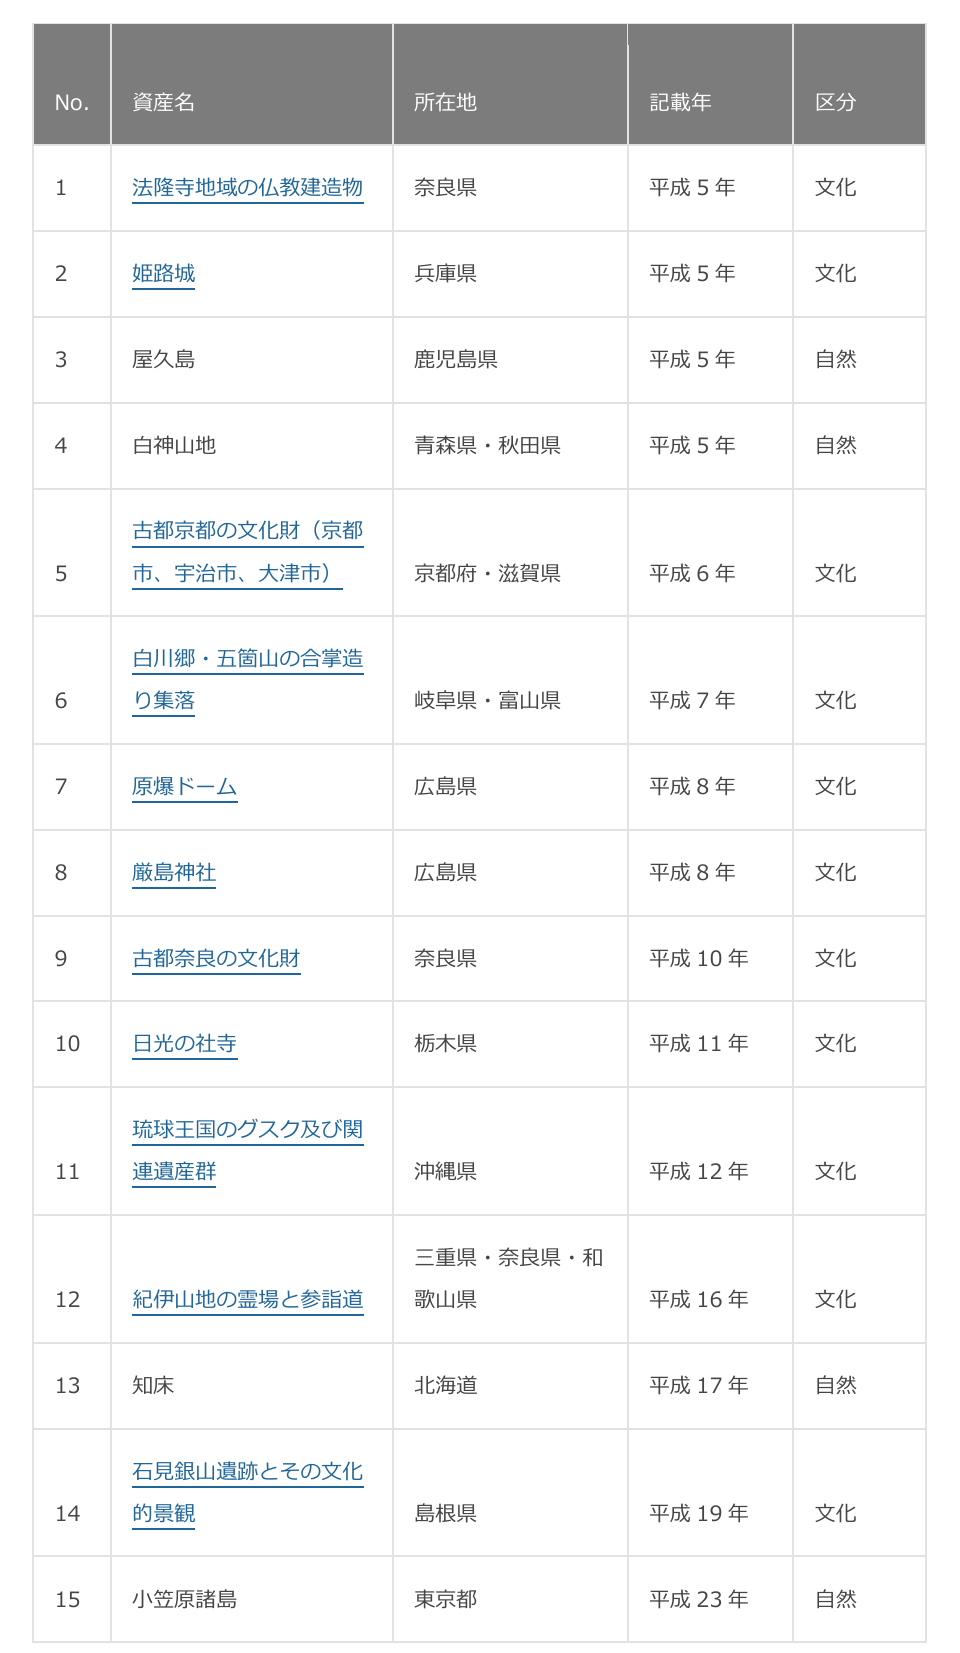 No. 資産名 所在地 記載年 区分
1 法隆寺地域の仏教建造物 奈良県 平成 5 年 文化
2 姫路城 兵庫県 平成 5 年 文化
3 屋久島 鹿児島県 平成 5 年 自然
4 白神山地 青森県・秋田県 平成 5 年 自然
古都京都の文化財（京都
5 市、宇治市、大津市） 京都府・滋賀県 平成 6 年 文化
白川郷・五箇山の合掌造
6 り集落 岐阜県・富山県 平成 7 年 文化
7 原爆ドーム 広島県 平成 8 年 文化
8 厳島神社 広島県 平成 8 年 文化
9 古都奈良の文化財 奈良県 平成 10 年 文化
10 日光の社寺 栃木県 平成 11 年 文化
琉球王国のグスク及び関
11 連遺産群 沖縄県 平成 12 年 文化
三重県・奈良県・和
12 紀伊山地の霊場と参詣道 歌山県 平成 16 年 文化
13 知床 北海道 平成 17 年 自然
石見銀山遺跡とその文化
14 的景観 島根県 平成 19 年 文化
15 小笠原諸島 東京都 平成 23 年 自然